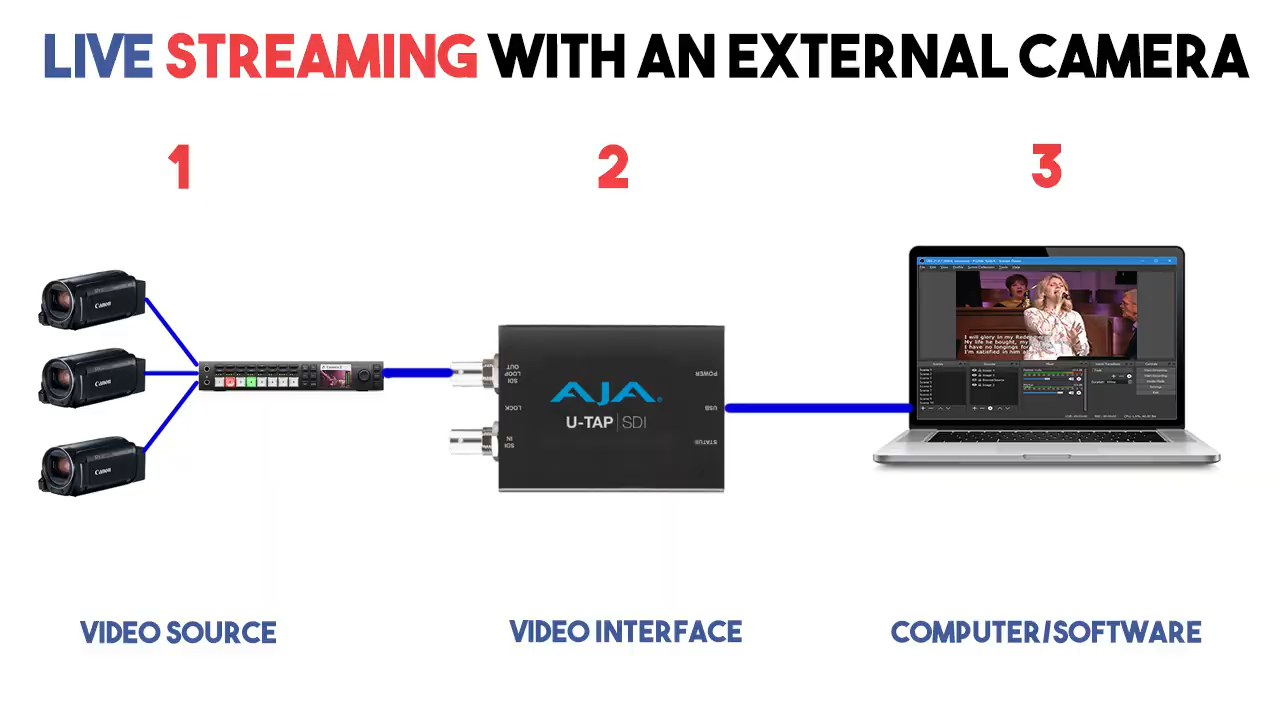 LIVE STREAMING WITH AN EXTERNAL CAMERA
1
2
3
Canon
Canon
Canon
AJA
U-TAP | SDI
SDI LOOP OUT
LOCK
SDI IN
POWER
USB
STATUS
I will glory in my
My life he bought, my
I have no longings for
I'm satisfied in him
VIDEO SOURCE
VIDEO INTERFACE
COMPUTER/SOFTWARE